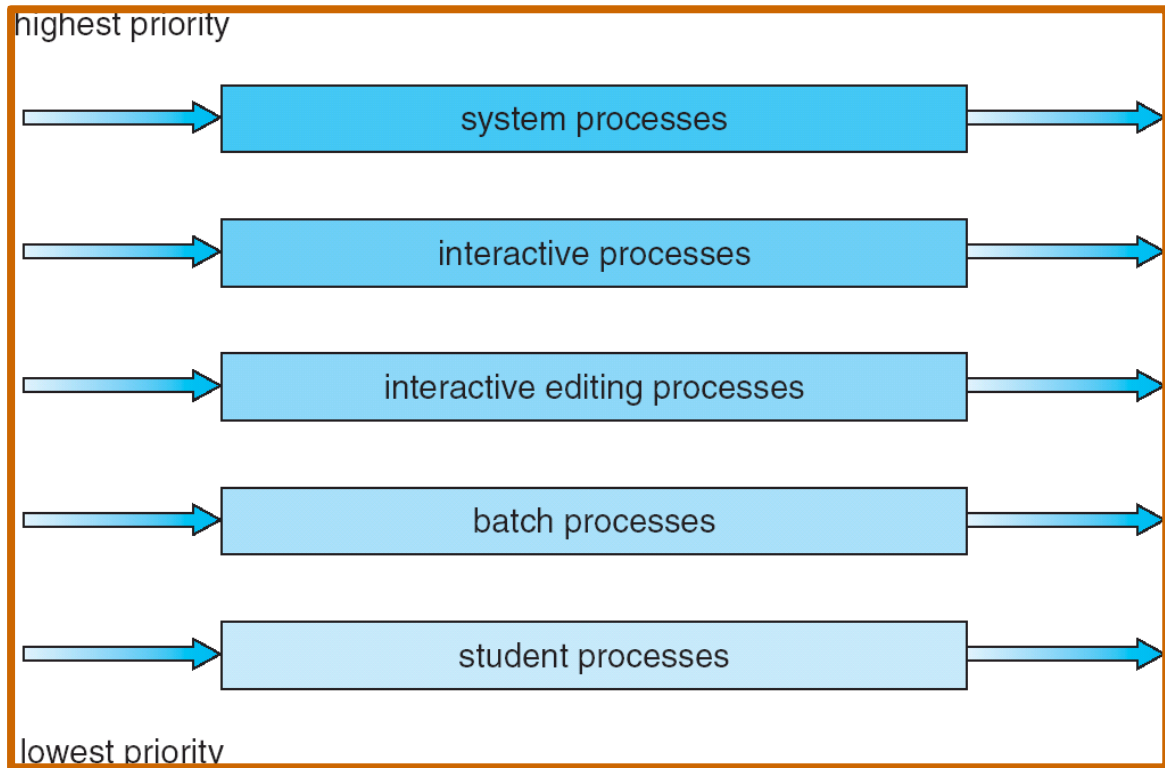 highest priority
system processes
interactive processes
interactive editing processes
batch processes
student processes
lowest priority